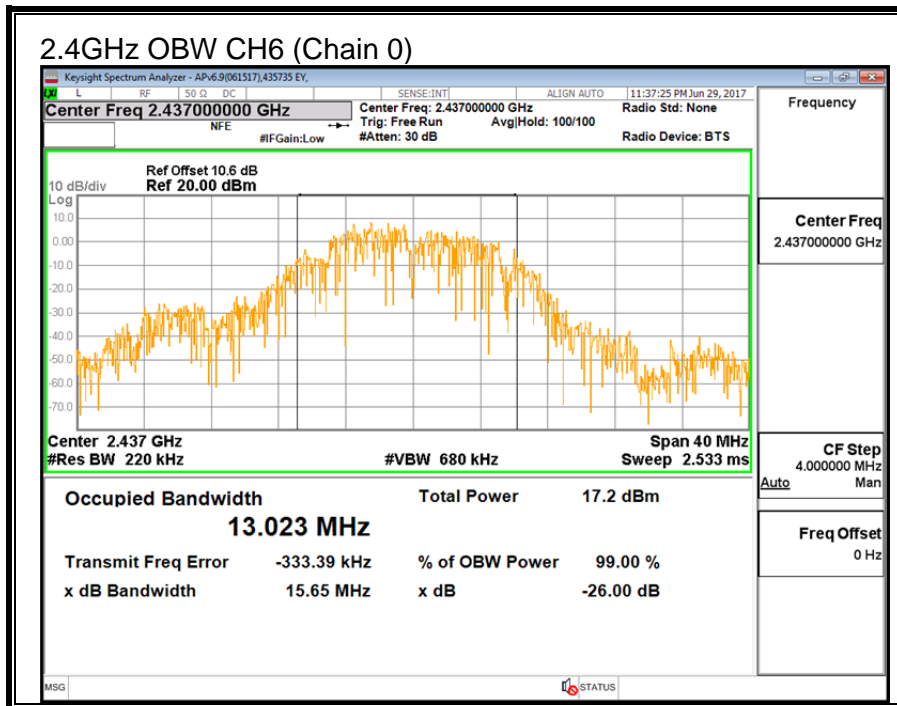 2.4GHz OBW CH6 (Chain 0)
Keysight Spectrum Analyzer - APv6.9(061517),435735 EY,
LXI L RF 50 Ω DC SENSE:INT ALIGN AUTO 11:37:25 PM Jun 29, 2017
Center Freq 2.437000000 GHz
Center Freq: 2.437000000 GHz
Radio Std: None
NFE
Trig: Free Run
Avg|Hold: 100/100
#IFGain:Low
#Atten: 30 dB
Radio Device: BTS
Ref Offset 10.6 dB
10 dB/div
Ref 20.00 dBm
Log
10.0
0.00
-10.0
-20.0
-30.0
-40.0
-50.0
-60.0
-70.0
Center 2.437 GHz
Span 40 MHz
#Res BW 220 kHz
#VBW 680 kHz
Sweep 2.533 ms
Occupied Bandwidth
Total Power
17.2 dBm
13.023 MHz
Transmit Freq Error
-333.39 kHz
% of OBW Power
99.00 %
x dB Bandwidth
15.65 MHz
x dB
-26.00 dB
MSG
STATUS
Frequency
Center Freq
2.437000000 GHz
CF Step
4.000000 MHz
Auto Man
Freq Offset
0 Hz